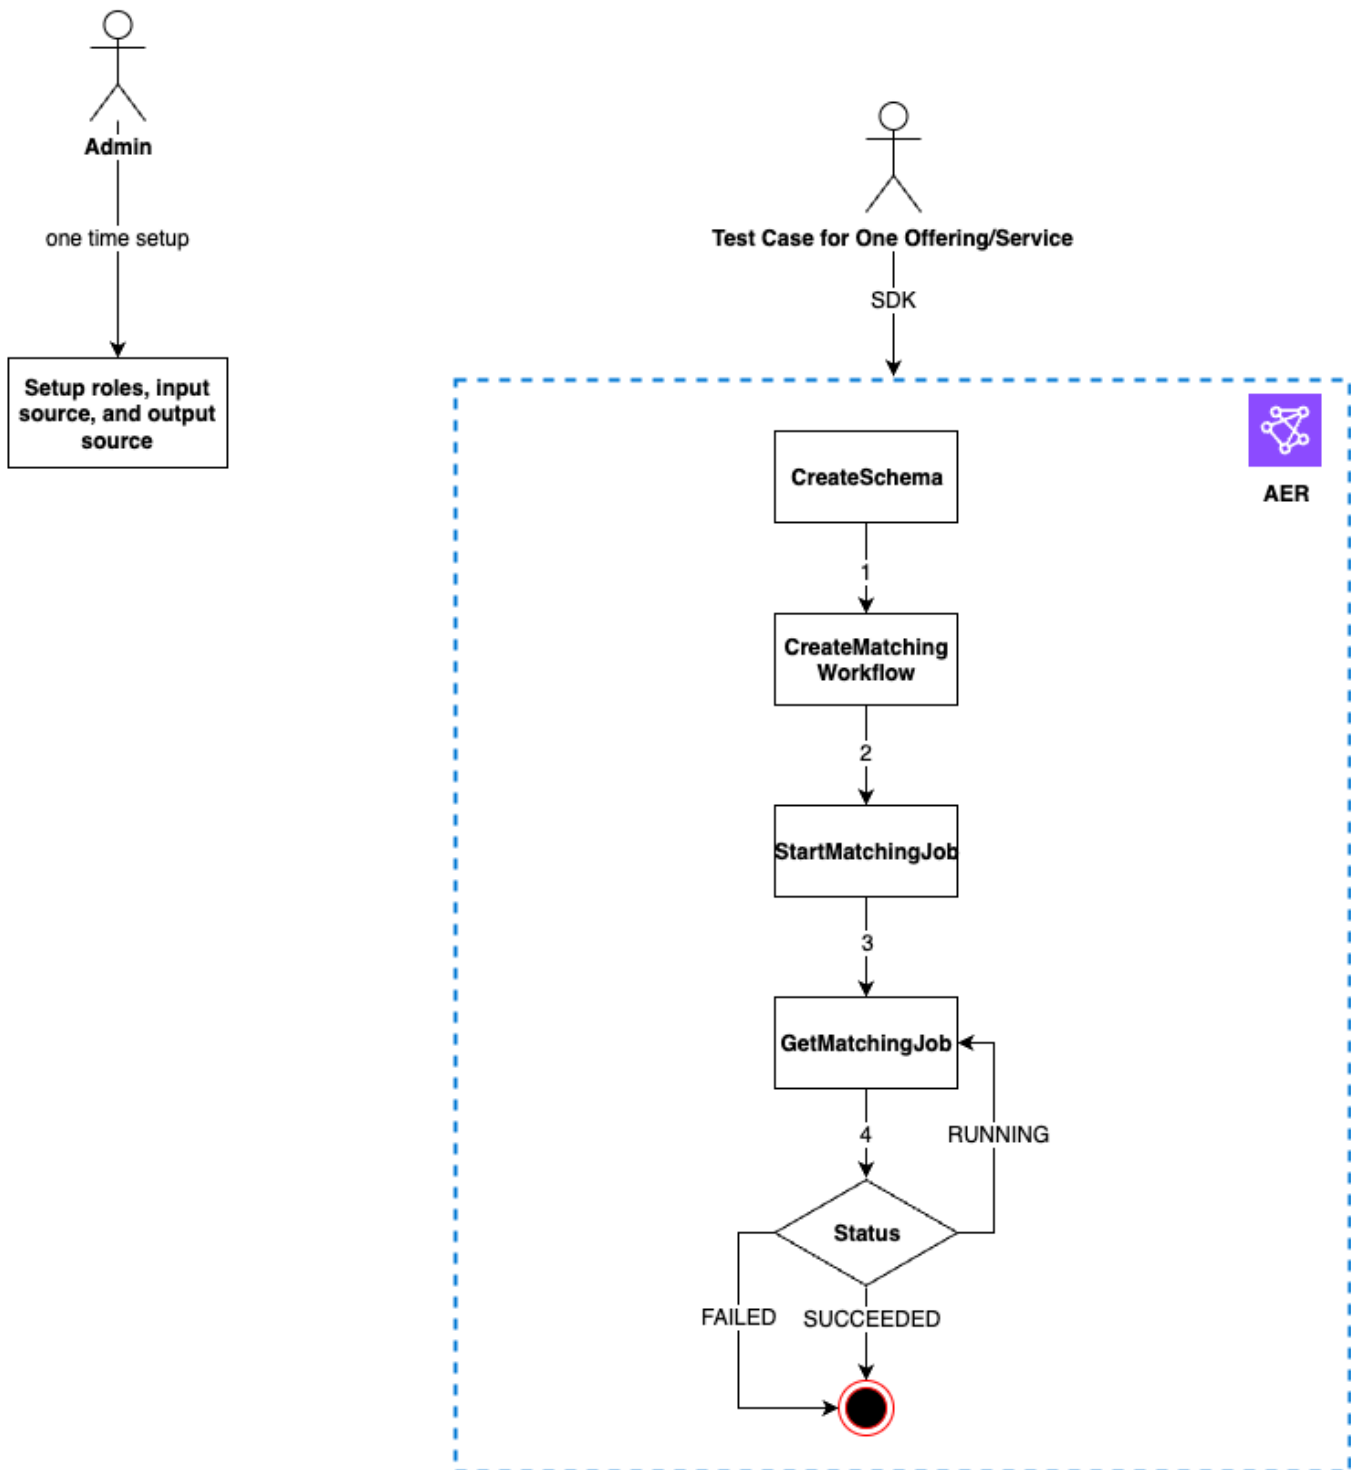 Admin
one time setup
Setup roles, input
source, and output
source
Test Case for One Offering/Service
SDK
AER
CreateSchema
1
CreateMatching
Workflow
2
StartMatchingJob
3
GetMatchingJob
4
RUNNING
Status
FAILED
SUCCEEDED